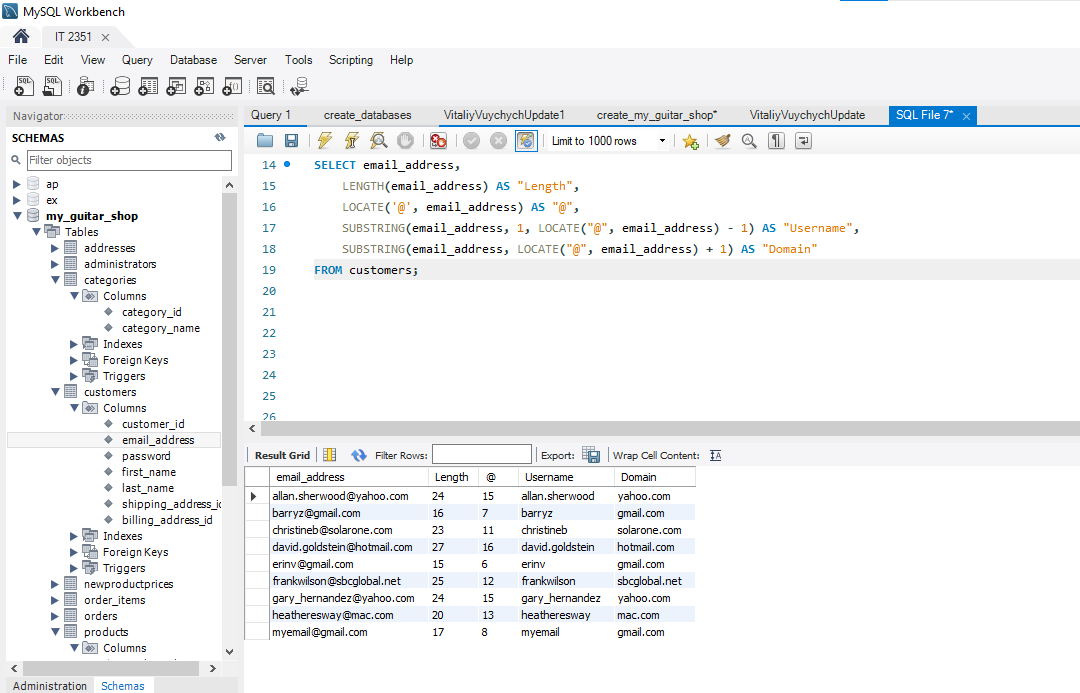 MySQL Workbench
IT 2351
File Edit View Query Database Server Tools Scripting Help
Navigator
SCHEMAS
Filter objects
ap
ex
my_guitar_shop
Tables
addresses
administrators
categories
Columns
category_id
category_name
Indexes
Foreign Keys
Triggers
customers
Columns
customer_id
email_address
password
first_name
last_name
shipping_address_id
billing_address_id
Indexes
Foreign Keys
Triggers
newproductprices
order_items
orders
products
Columns
Administration Schemas
Query 1 create_databases VitaliyVuychychUpdate1 create_my_guitar_shop* VitaliyVuychychUpdate SQL File 7*
Limit to 1000 rows
14 SELECT email_address,
15 LENGTH(email_address) AS "Length",
16 LOCATE('@', email_address) AS "@",
17 SUBSTRING(email_address, 1, LOCATE("@", email_address) - 1) AS "Username",
18 SUBSTRING(email_address, LOCATE("@", email_address) + 1) AS "Domain"
19 FROM customers;
20
21
22
23
24
25
26
Result Grid Filter Rows: Export: Wrap Cell Content:
email_address Length @ Username Domain
allan.sherwood@yahoo.com 24 15 allan.sherwood yahoo.com
barryz@gmail.com 16 7 barryz gmail.com
christineb@solarone.com 23 11 christineb solarone.com
david.goldstein@hotmail.com 27 16 david.goldstein hotmail.com
erinv@gmail.com 15 6 erinv gmail.com
frankwilson@sbcglobal.net 25 12 frankwilson sbcglobal.net
gary_hernandez@yahoo.com 24 15 gary_hernandez yahoo.com
heatheresway@mac.com 20 13 heatheresway mac.com
myemail@gmail.com 17 8 myemail gmail.com